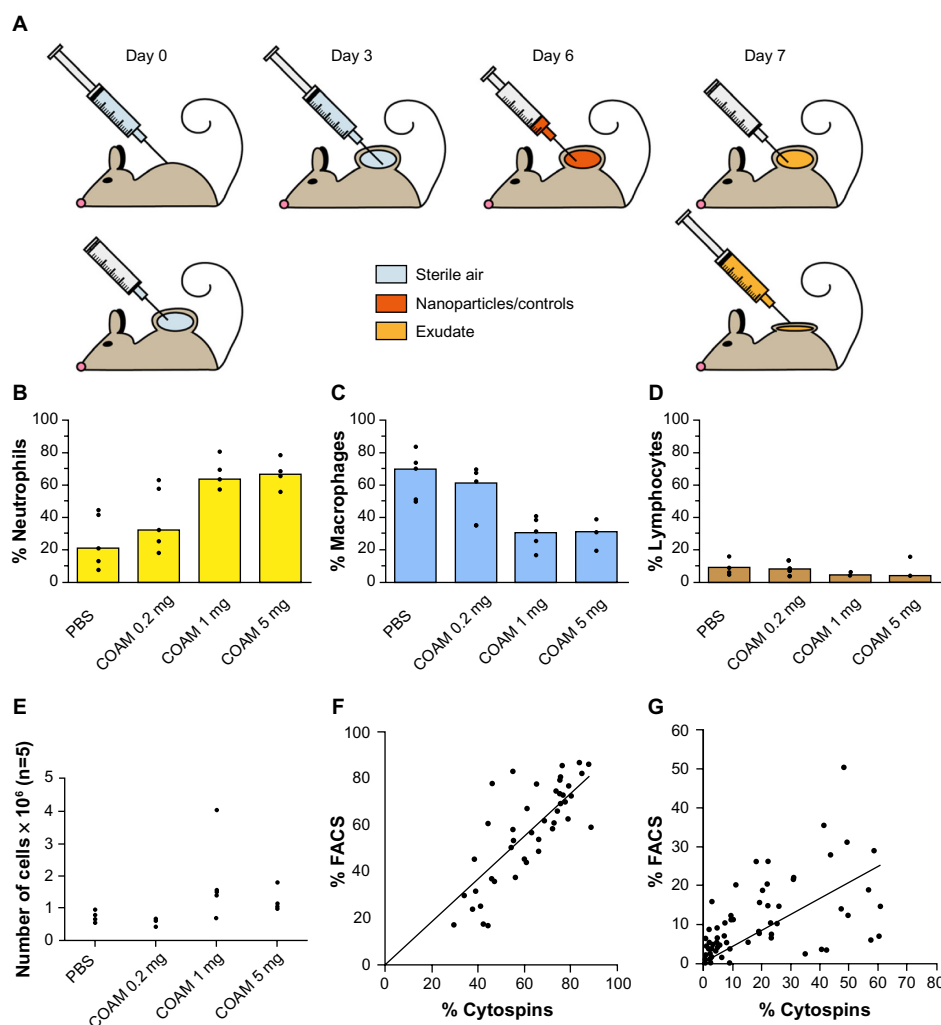 A
Day 0
Day 3
Day 6
Day 7
Sterile air
Nanoparticles/controls
Exudate
B
% Neutrophils
100
80
60
40
20
0
PBS
COAM 0.2 mg
COAM 1 mg
COAM 5 mg
C
% Macrophages
100
80
60
40
20
0
PBS
COAM 0.2 mg
COAM 1 mg
COAM 5 mg
D
% Lymphocytes
100
80
60
40
20
0
PBS
COAM 0.2 mg
COAM 1 mg
COAM 5 mg
E
Number of cells × 10⁶ (n=5)
5
4
3
2
1
0
PBS
COAM 0.2 mg
COAM 1 mg
COAM 5 mg
F
% FACS
100
80
60
40
20
0
0
20
40
60
80
100
% Cytospins
G
% FACS
60
50
40
30
20
10
0
0
10
20
30
40
50
60
70
80
% Cytospins